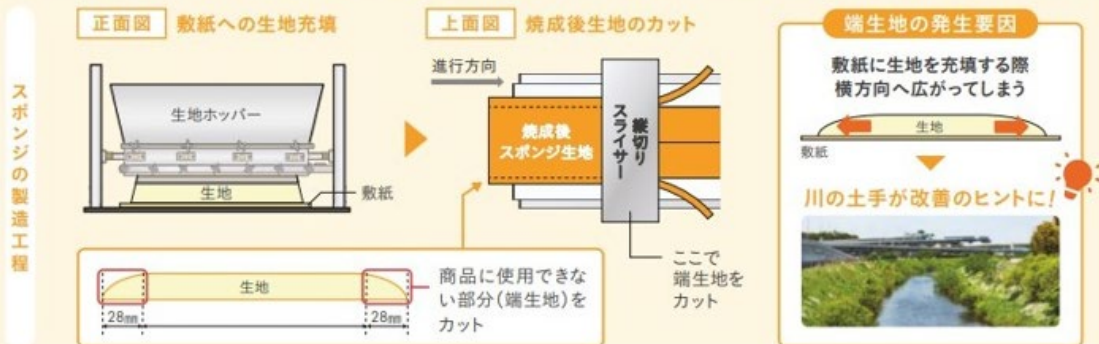 スポンジの製造工程
正面図 敷紙への生地充填
生地ホッパー
生地
敷紙
上面図 焼成後生地のカット
進行方向
焼成後
スポンジ生地
縦切り
スライサー
ここで
端生地を
カット
生地
28㎜
28㎜
商品に使用できな
い部分(端生地)を
カット
端生地の発生要因
敷紙に生地を充填する際
横方向へ広がってしまう
生地
敷紙
川の土手が改善のヒントに!